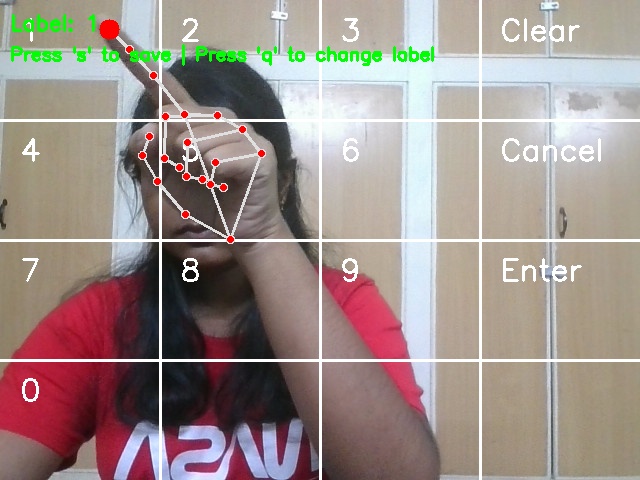 Label: 1
1 2 3 Clear
Press 's' to save | Press 'q' to change label
4 5 6 Cancel
7 8 9 Enter
0
NASA